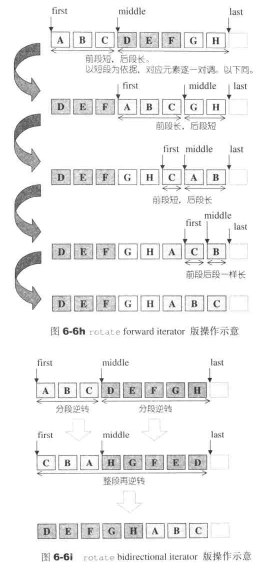 first middle last
A B C D E F G H
前段短，后段长。
以短段为依据，对应元素逐一对调。以下同。
first middle last
D E F A B C G H
前段长，后段短
first middle last
D E F G H C A B
前段短，后段长
first middle last
D E F G H A C B
前段后段一样长
D E F G H A B C
图 6-6h rotate forward iterator 版操作示意
first middle last
A B C D E F G H
分段逆转 分段逆转
first middle last
C B A H G F E D
整段再逆转
D E F G H A B C
图 6-6i rotate bidirectional iterator 版操作示意